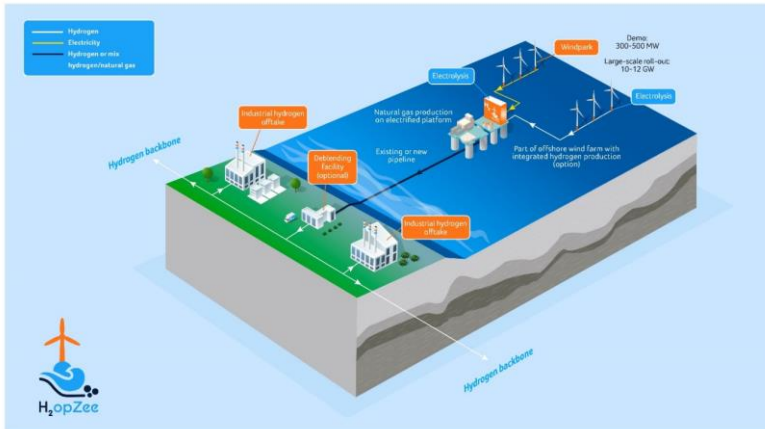 Hydrogen
Electricity
Hydrogen or mix
hydrogen/natural gas
Windpark
Demo:
300-500 MW
Large-scale roll-out:
10-12 GW
Electrolysis
Electrolysis
Natural gas production
on electrified platform
Part of offshore wind farm with
integrated hydrogen production
(option)
Existing or new
pipeline
Industrial hydrogen
offtake
Hydrogen backbone
Deblending
Facility
(optional)
Industrial hydrogen
offtake
Hydrogen backbone
H₂opZee